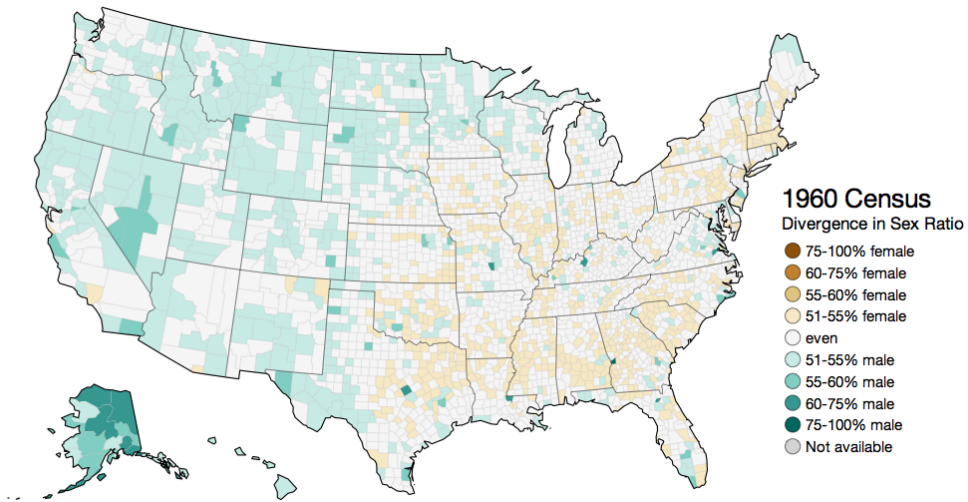 1960 Census
Divergence in Sex Ratio
75-100% female
60-75% female
55-60% female
51-55% female
even
51-55% male
55-60% male
60-75% male
75-100% male
Not available